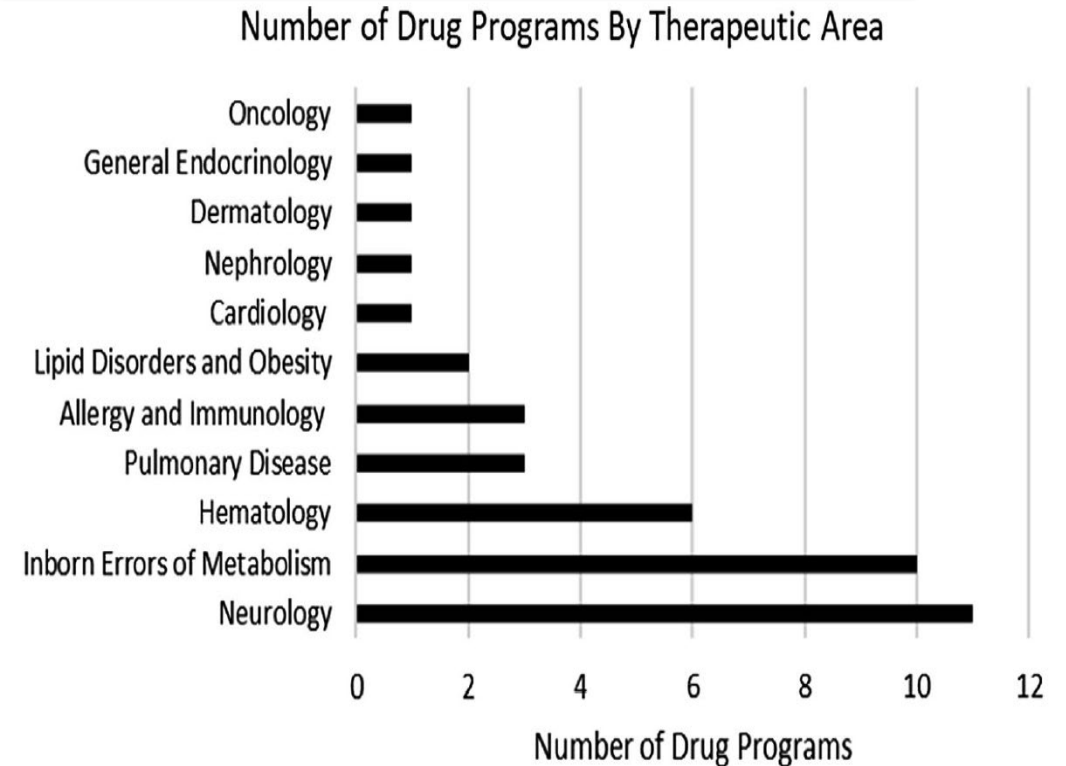 Number of Drug Programs By Therapeutic Area
Oncology
General Endocrinology
Dermatology
Nephrology
Cardiology
Lipid Disorders and Obesity
Allergy and Immunology
Pulmonary Disease
Hematology
Inborn Errors of Metabolism
Neurology
0 2 4 6 8 10 12
Number of Drug Programs